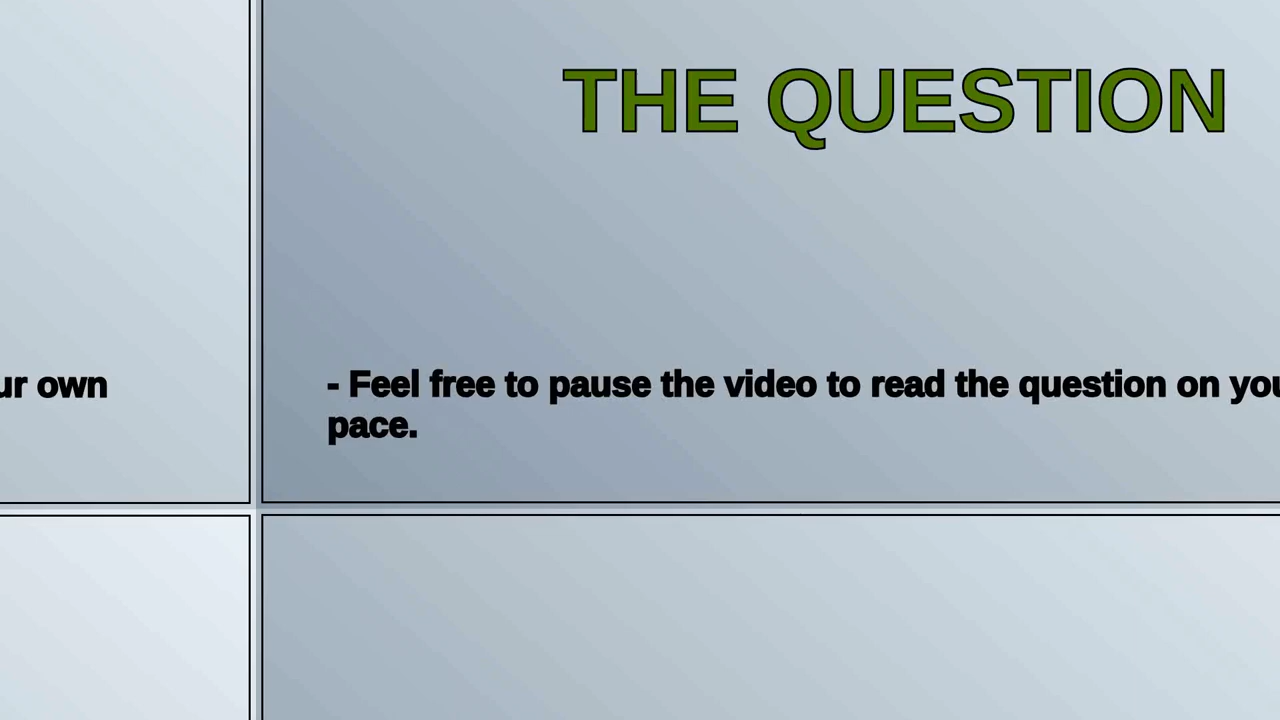 THE QUESTION
ur own
- Feel free to pause the video to read the question on you
pace.